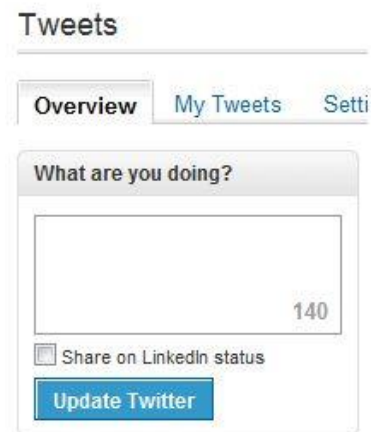 Tweets
Overview My Tweets Setti
What are you doing?
140
Share on LinkedIn status
Update Twitter